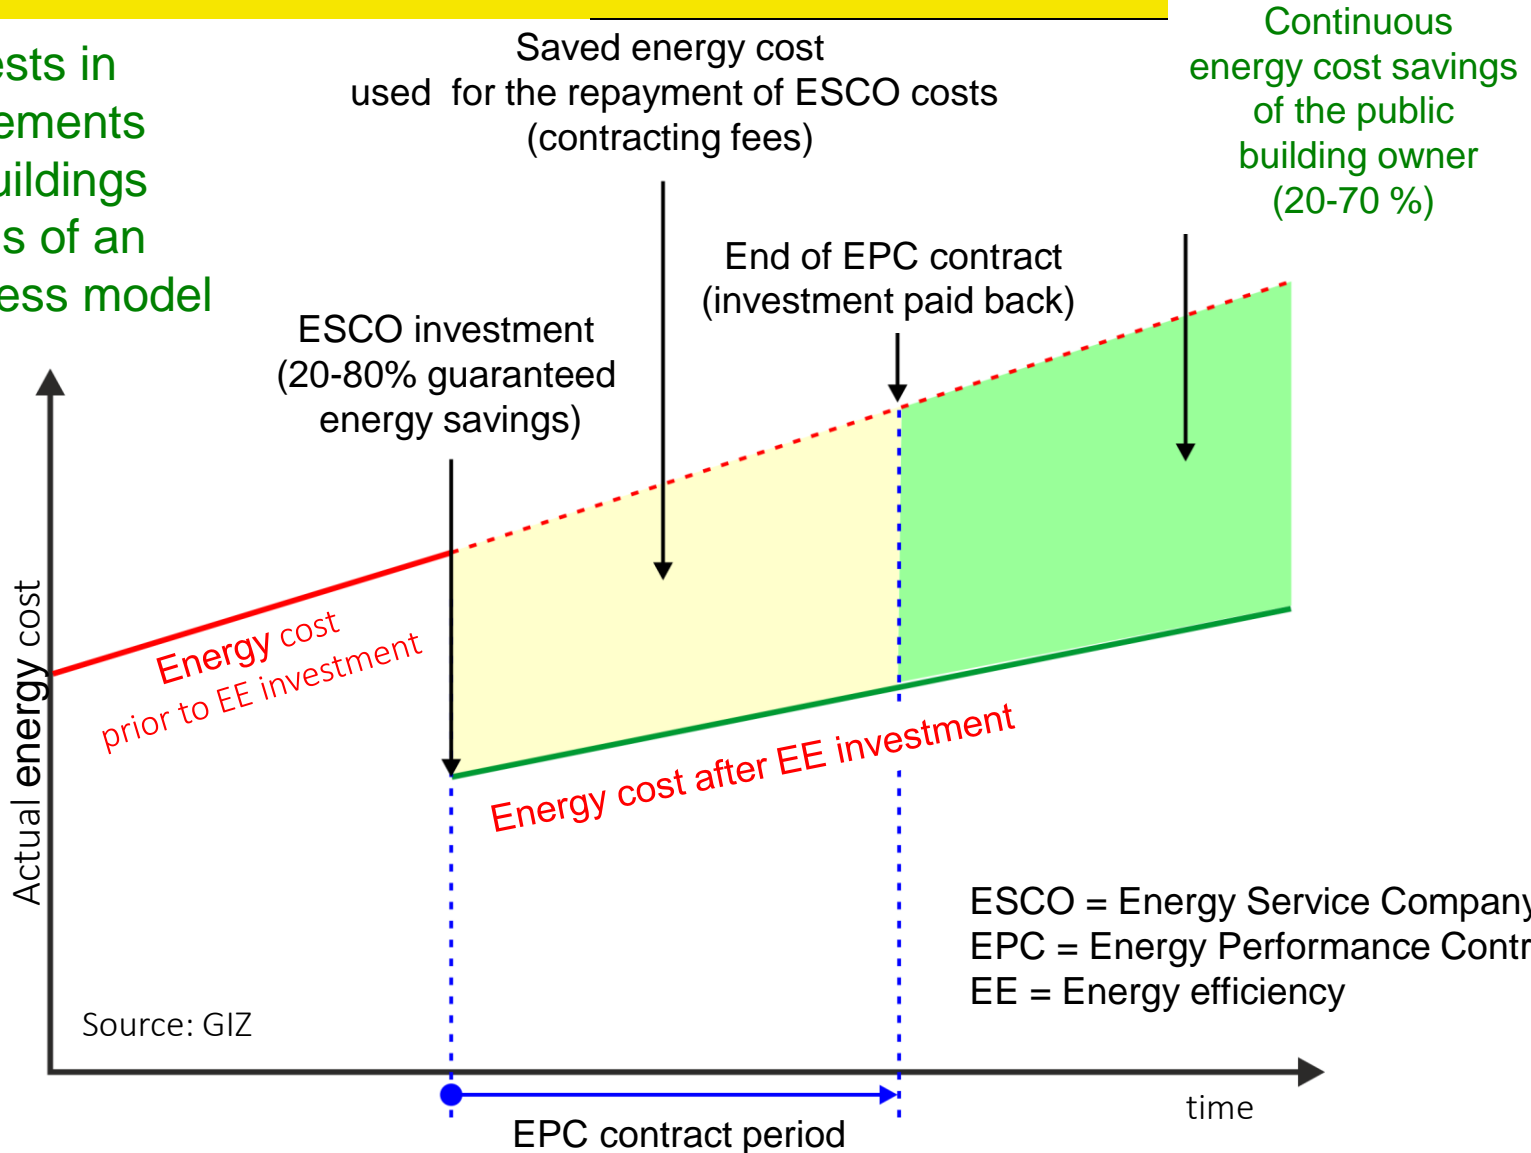 ests in
ements
uildings
s of an
ess model
Saved energy cost
used for the repayment of ESCO costs
(contracting fees)
Continuous
energy cost savings
of the public
building owner
(20-70 %)
End of EPC contract
(investment paid back)
ESCO investment
(20-80% guaranteed
energy savings)
Actual energy cost
Energy cost
prior to EE investment
Energy cost after EE investment
ESCO = Energy Service Company
EPC = Energy Performance Contr
EE = Energy efficiency
Source: GIZ
time
EPC contract period